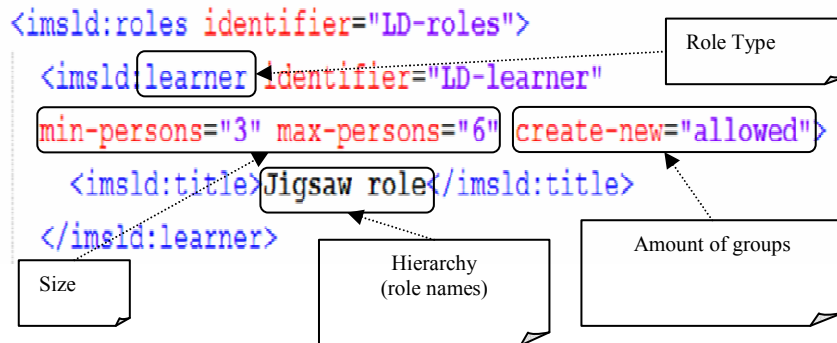 <imsld:roles identifier="LD-roles">
Role Type
<imsld:learner identifier="LD-learner"
min-persons="3" max-persons="6" create-new="allowed">
<imsld:title>Jigsaw role</imsld:title>
</imsld:learner>
Size
Hierarchy
(role names)
Amount of groups